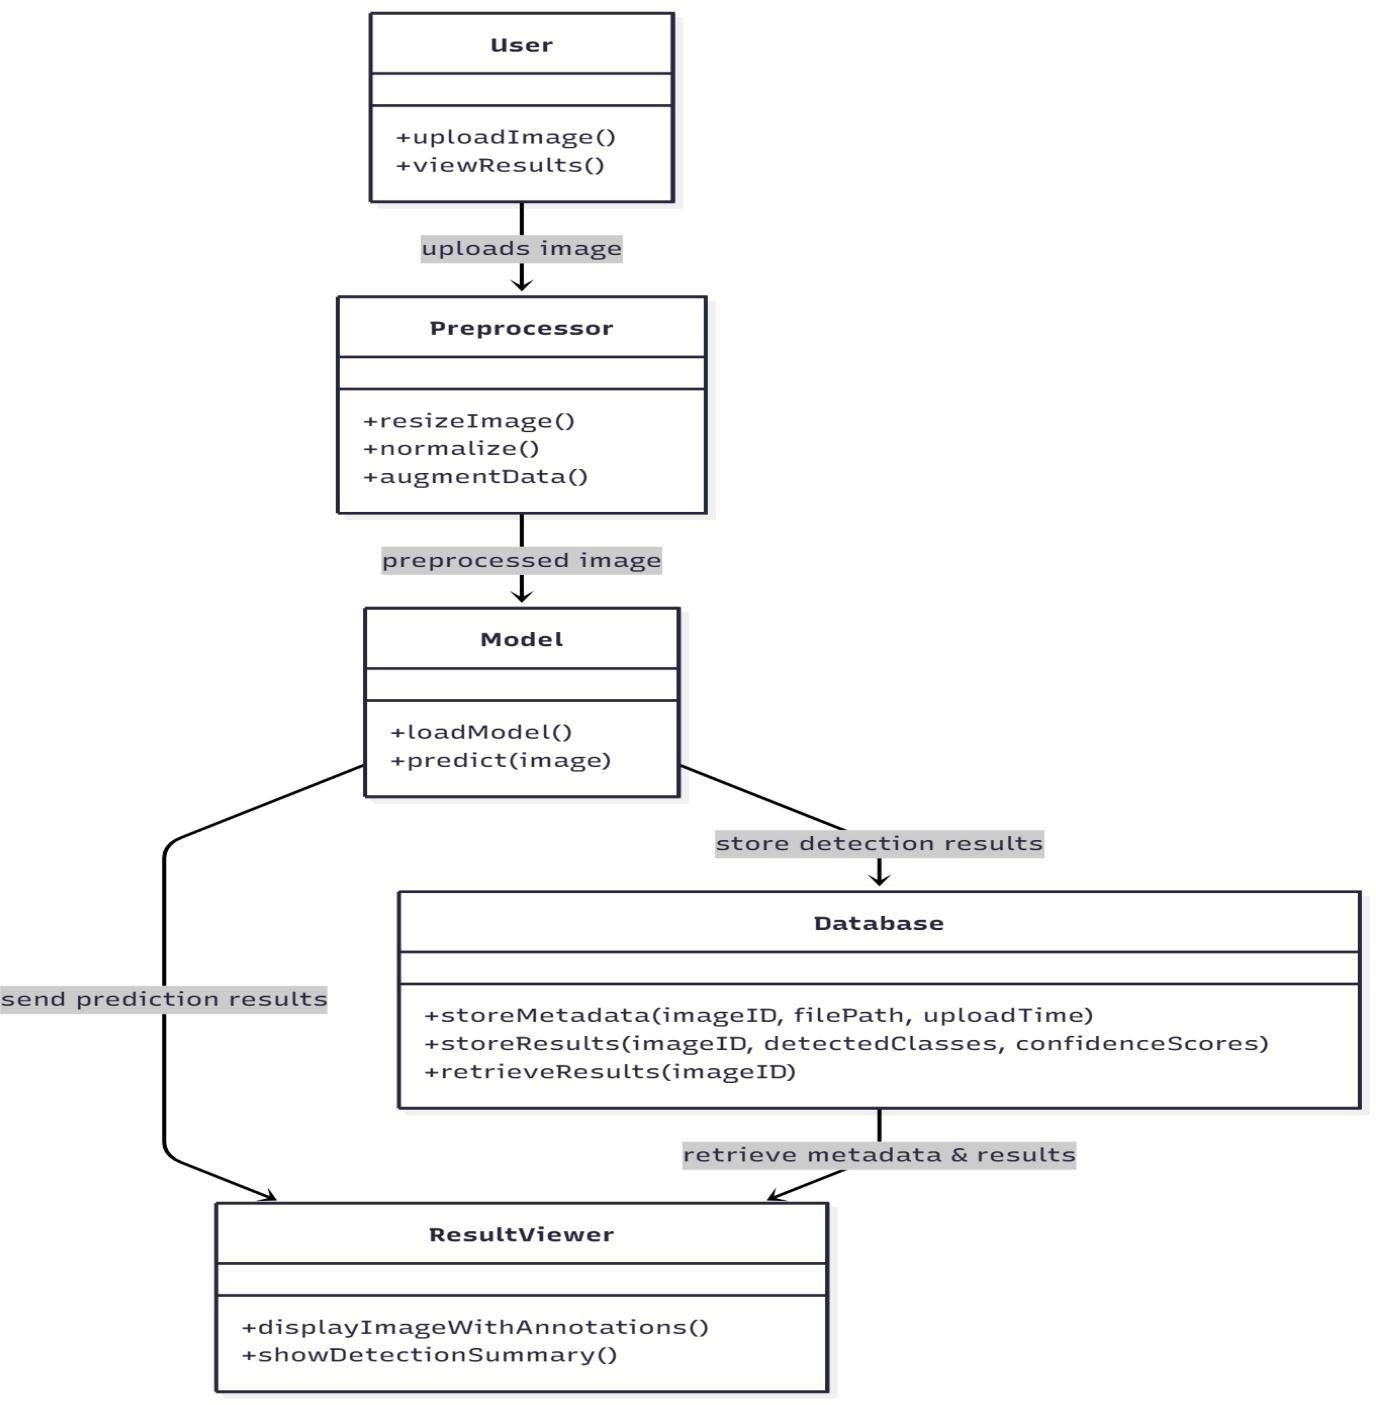 User
+uploadImage()
+viewResults()
uploads image
Preprocessor
+resizeImage()
+normalize()
+augmentData()
preprocessed image
Model
+loadModel()
+predict(image)
store detection results
Database
+storeMetadata(imageID, filePath, uploadTime)
+storeResults(imageID, detectedClasses, confidenceScores)
+retrieveResults(imageID)
send prediction results
retrieve metadata & results
ResultViewer
+displayImageWithAnnotations()
+showDetectionSummary()